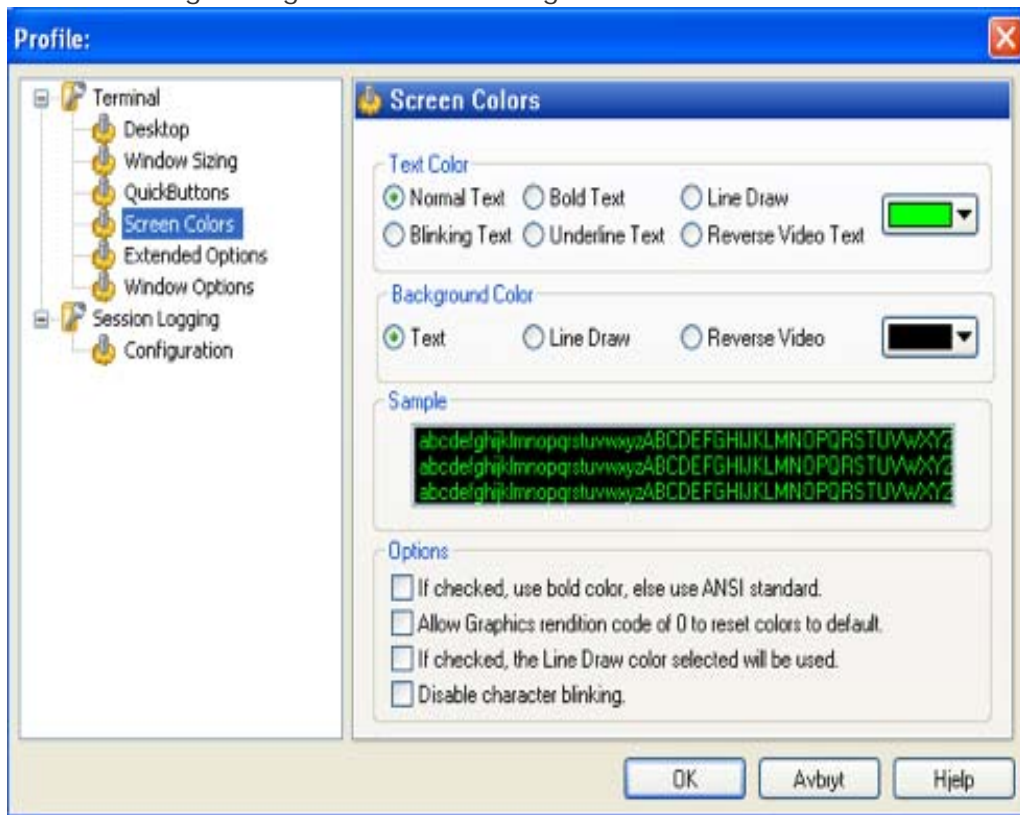 Profile:
Terminal
Desktop
Window Sizing
QuickButtons
Screen Colors
Extended Options
Window Options
Session Logging
Configuration
Screen Colors
Text Color
Normal Text Bold Text Line Draw
Blinking Text Underline Text Reverse Video Text
Background Color
Text Line Draw Reverse Video
Sample
abcdefghijklmnopqrstuvwxyzABCDEFGHIJKLMNOPQRSTUVWXYZ
abcdefghijklmnopqrstuvwxyzABCDEFGHIJKLMNOPQRSTUVWXYZ
abcdefghijklmnopqrstuvwxyzABCDEFGHIJKLMNOPQRSTUVWXYZ
Options
If checked, use bold color, else use ANSI standard.
Allow Graphics rendition code of 0 to reset colors to default.
If checked, the Line Draw color selected will be used.
Disable character blinking.
OK Avbryt Hjelp